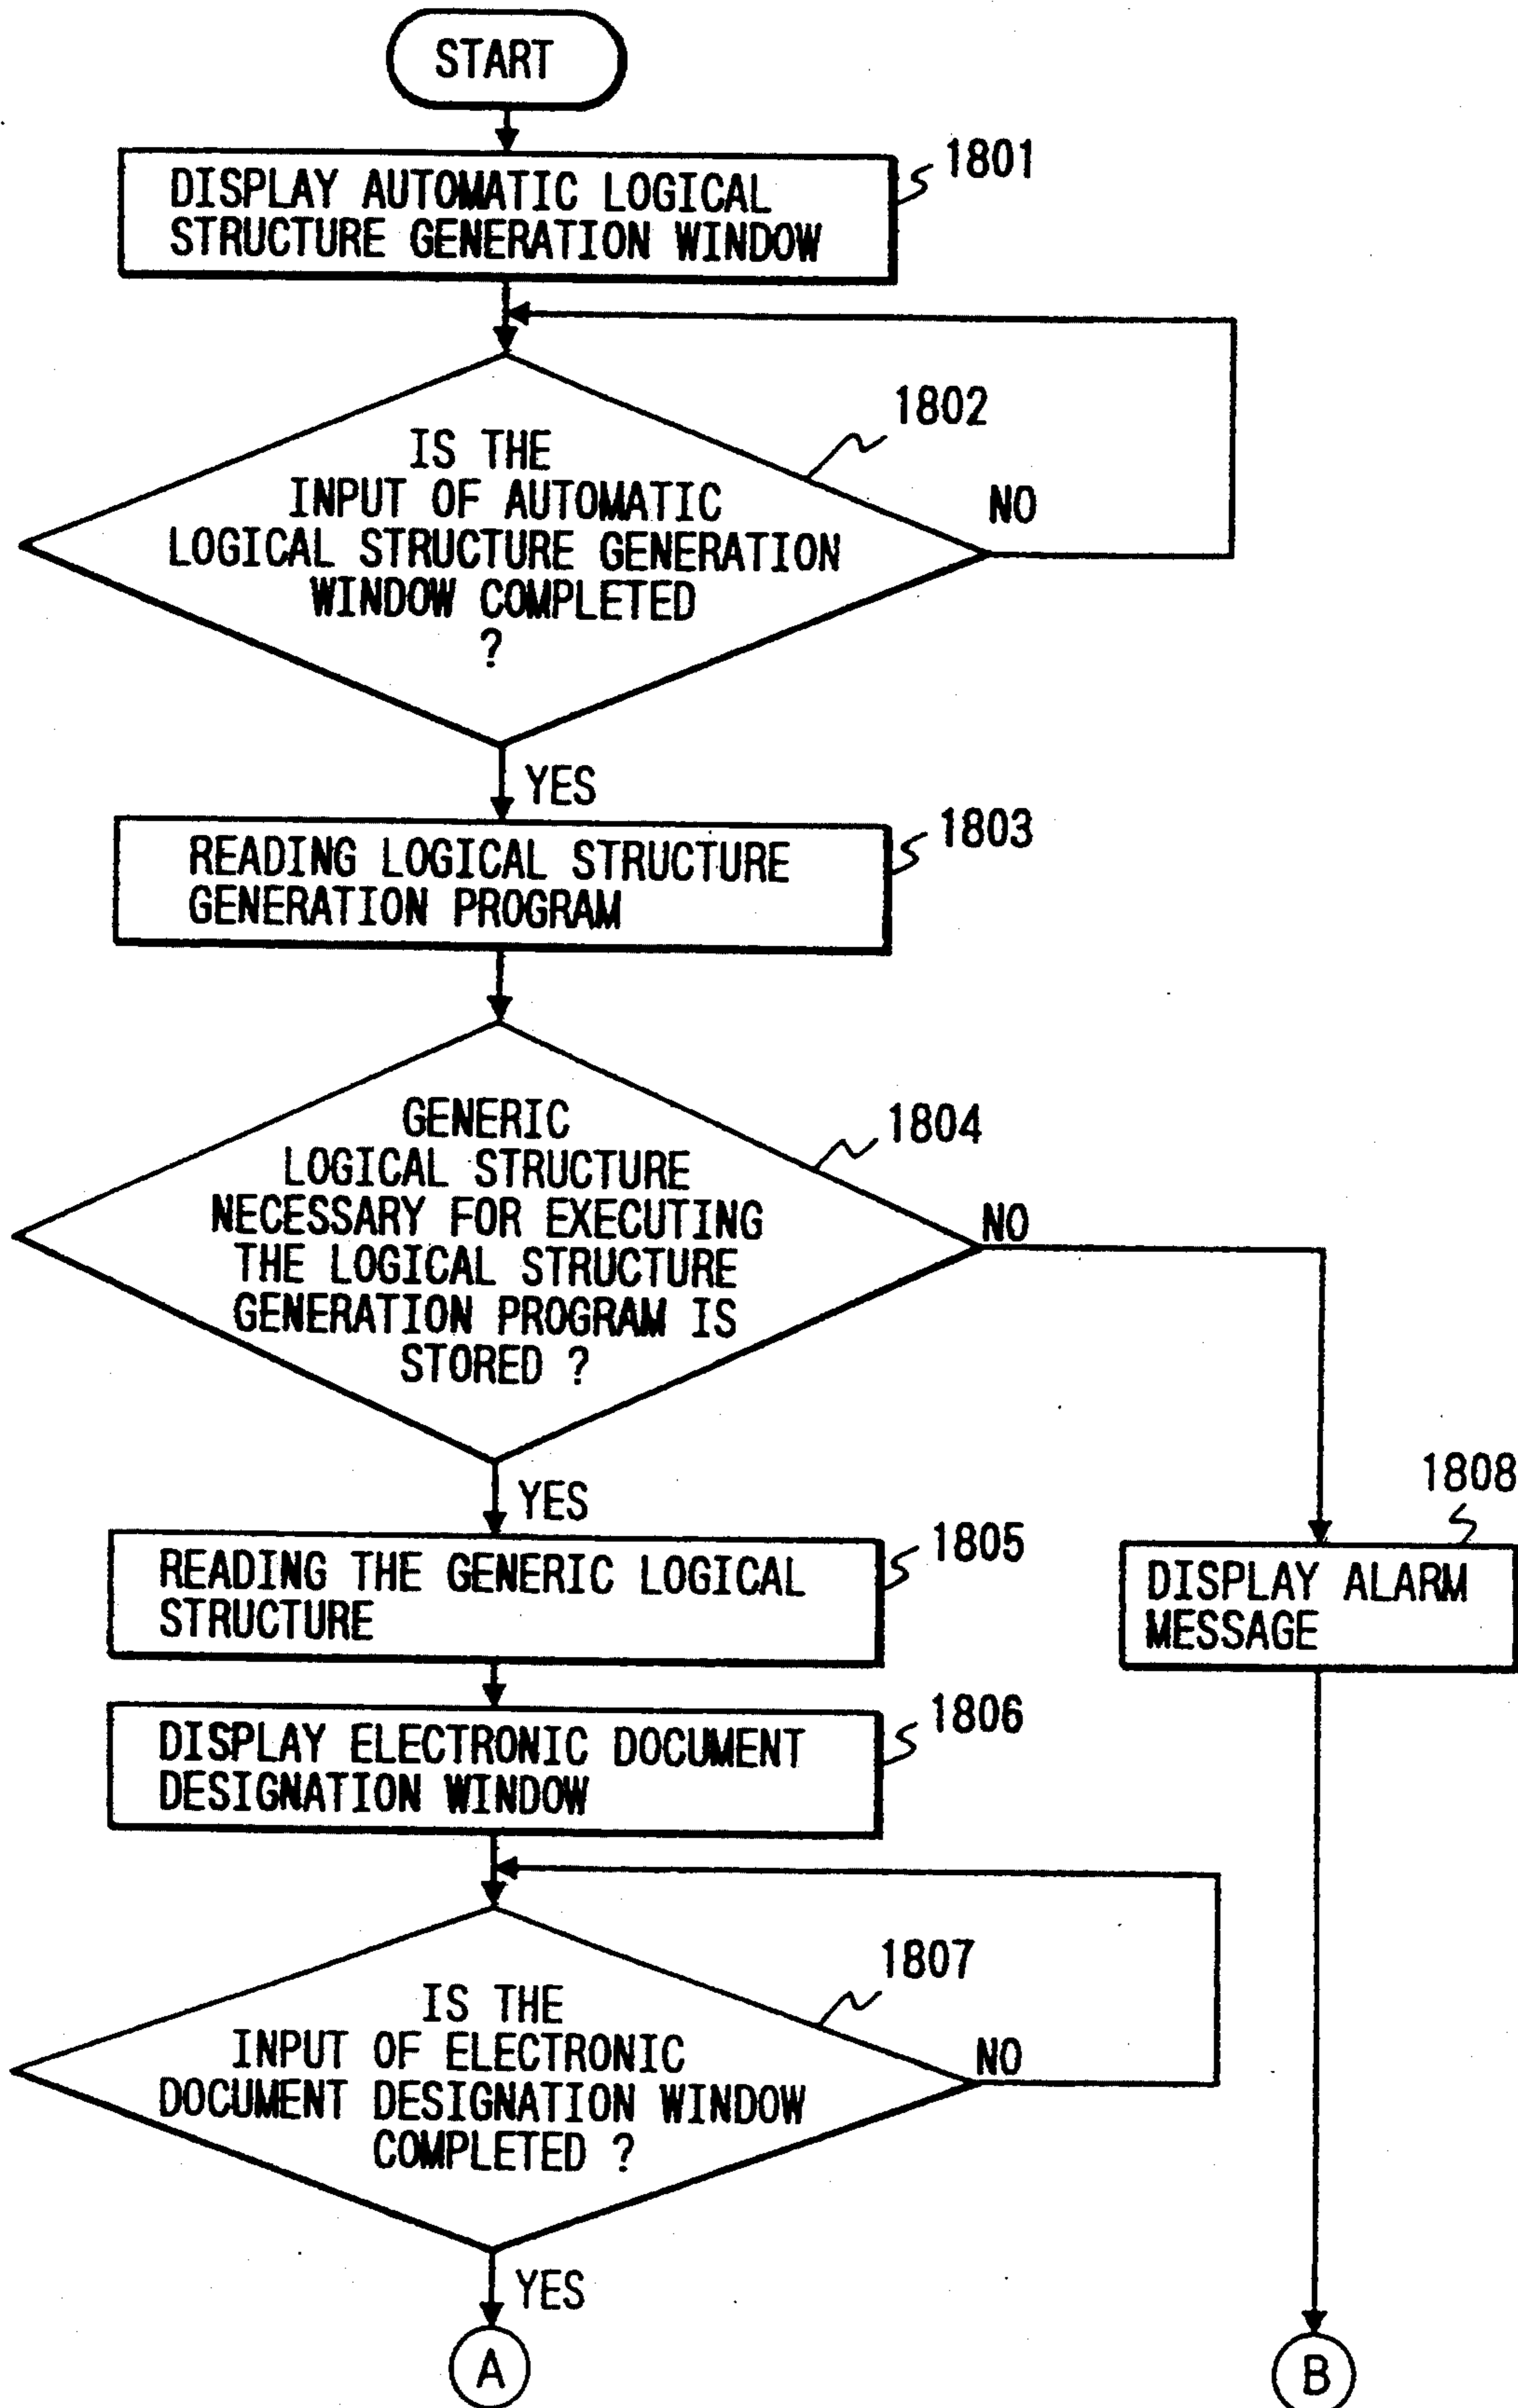 START
1801
DISPLAY AUTOMATIC LOGICAL
STRUCTURE GENERATION WINDOW
1802
IS THE
INPUT OF AUTOMATIC
LOGICAL STRUCTURE GENERATION
WINDOW COMPLETED
?
NO
YES
1803
READING LOGICAL STRUCTURE
GENERATION PROGRAM
1804
GENERIC
LOGICAL STRUCTURE
NECESSARY FOR EXECUTING
THE LOGICAL STRUCTURE
GENERATION PROGRAM IS
STORED ?
NO
YES
1805
READING THE GENERIC LOGICAL
STRUCTURE
1808
DISPLAY ALARM
MESSAGE
1806
DISPLAY ELECTRONIC DOCUMENT
DESIGNATION WINDOW
1807
IS THE
INPUT OF ELECTRONIC
DOCUMENT DESIGNATION WINDOW
COMPLETED ?
NO
YES
A
B